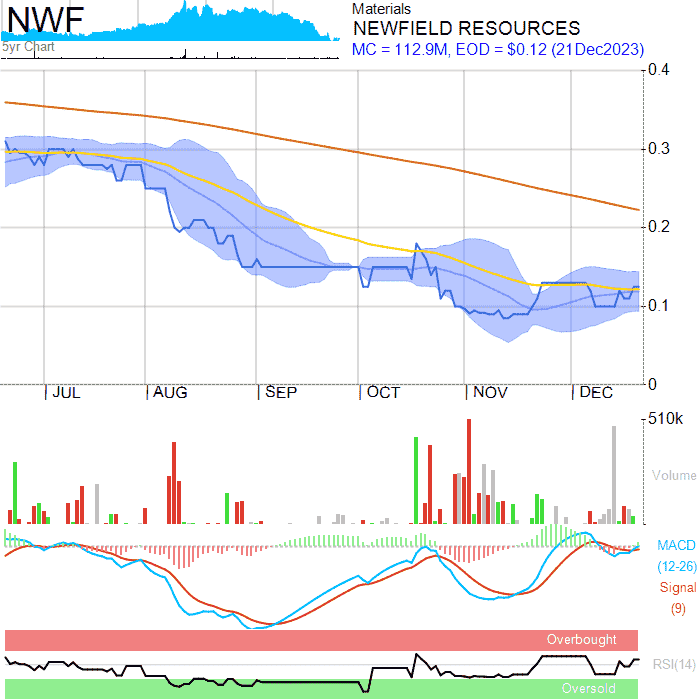 NWF
5yr Chart
Materials
NEWFIELD RESOURCES
MC = 112.9M, EOD = $0.12 (21Dec2023)
0.4
0.3
0.2
0.1
0
JUL AUG SEP OCT NOV DEC
510k
Volume
MACD
(12-26)
Signal
(9)
Overbought
RSI(14)
Oversold